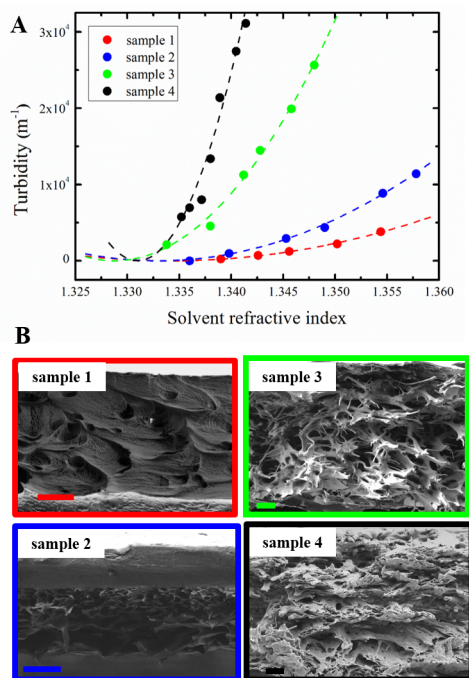 A
3x10⁴
2x10⁴
1x10⁴
0
Turbidity (m⁻¹)
sample 1
sample 2
sample 3
sample 4
1.325 1.330 1.335 1.340 1.345 1.350 1.355 1.360
Solvent refractive index
B
sample 1
sample 3
sample 2
sample 4